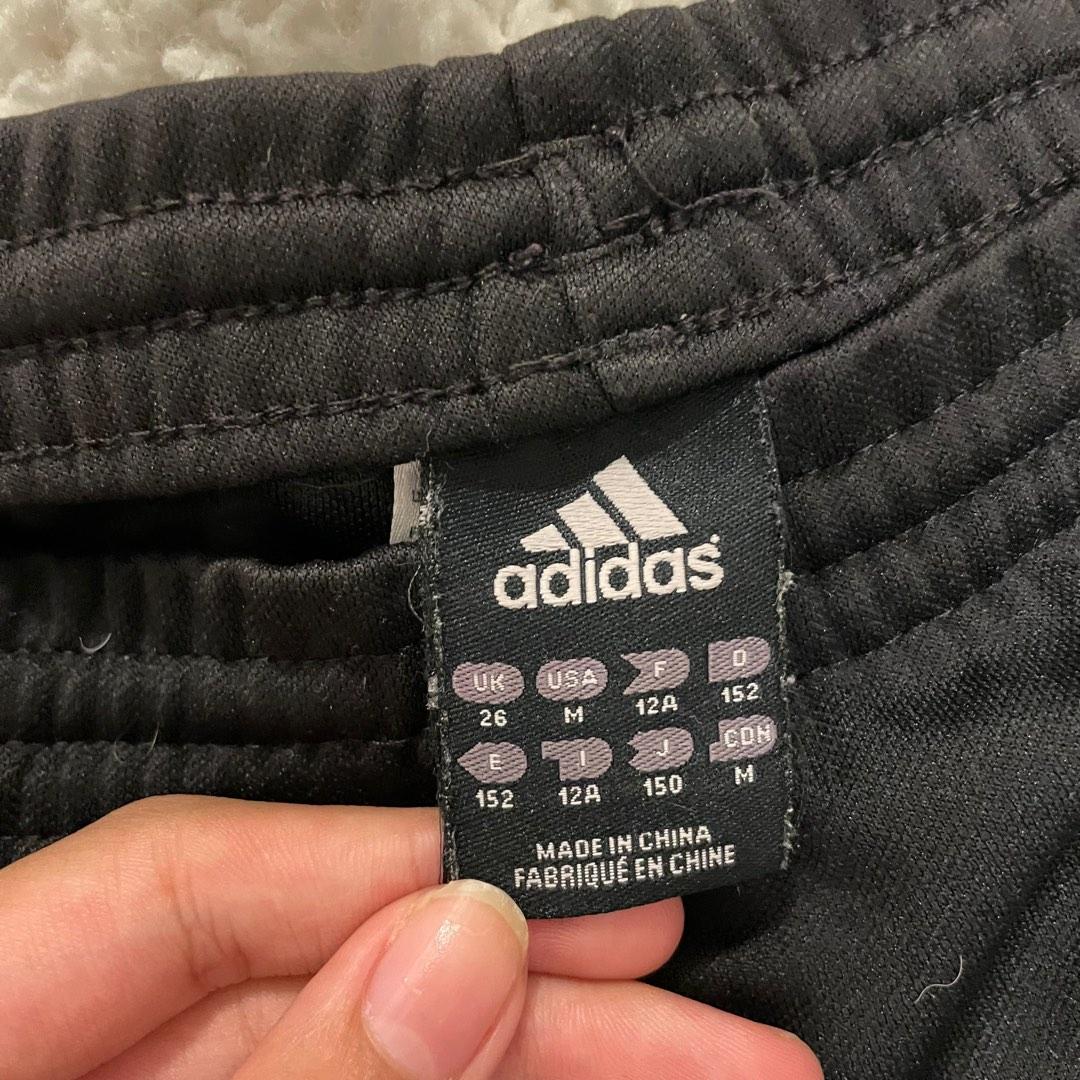 adidas
UK USA F D
26 M 12A 152
E I J CDN
152 12A 150 M
MADE IN CHINA
FABRIQUÉ EN CHINE